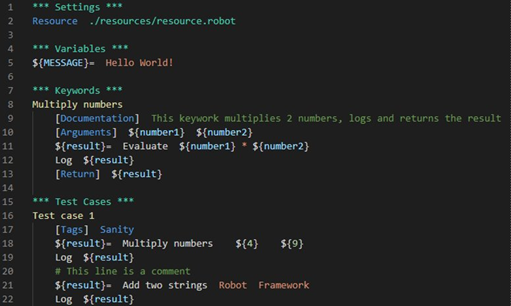 1 *** Settings ***
2 Resource  ./resources/resource.robot
3
4 *** Variables ***
5 ${MESSAGE}=  Hello World!
6
7 *** Keywords ***
8 Multiply numbers
9     [Documentation]  This keywork multiplies 2 numbers, logs and returns the result
10     [Arguments]  ${number1}  ${number2}
11     ${result}=  Evaluate  ${number1} * ${number2}
12     Log  ${result}
13     [Return]  ${result}
14
15 *** Test Cases ***
16 Test case 1
17     [Tags]  Sanity
18     ${result}=  Multiply numbers    ${4}    ${9}
19     Log  ${result}
20     # This line is a comment
21     ${result}=  Add two strings  Robot  Framework
22     Log  ${result}